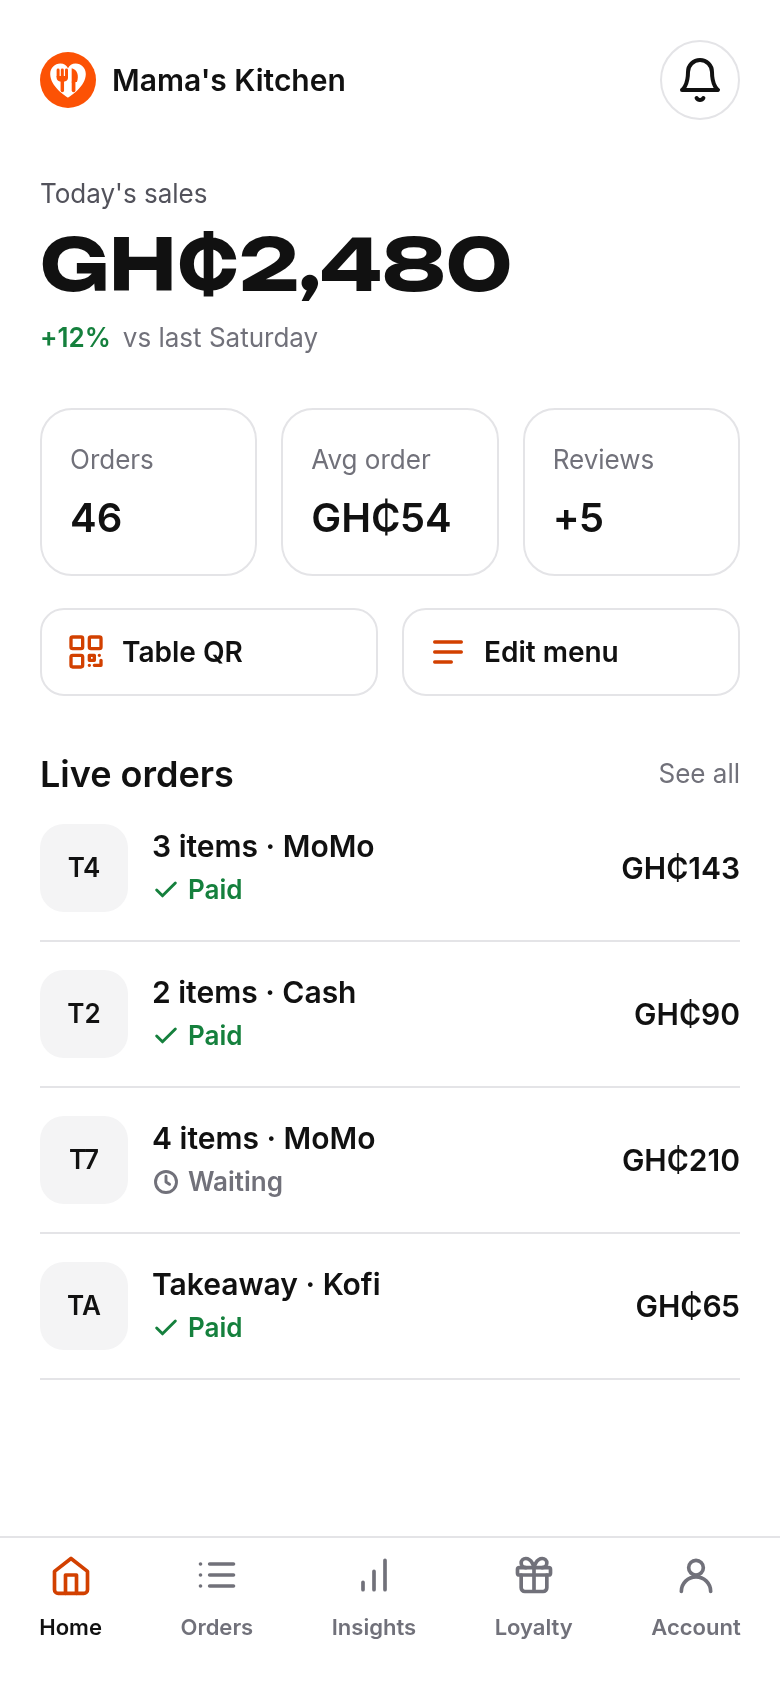 Mama's Kitchen
Today's sales
GH₵2,480
+12% vs last Saturday
Orders
46
Avg order
GH₵54
Reviews
+5
Table QR
Edit menu
Live orders
See all
T4
3 items · MoMo
Paid
GH₵143
T2
2 items · Cash
Paid
GH₵90
T7
4 items · MoMo
Waiting
GH₵210
TA
Takeaway · Kofi
Paid
GH₵65
Home
Orders
Insights
Loyalty
Account